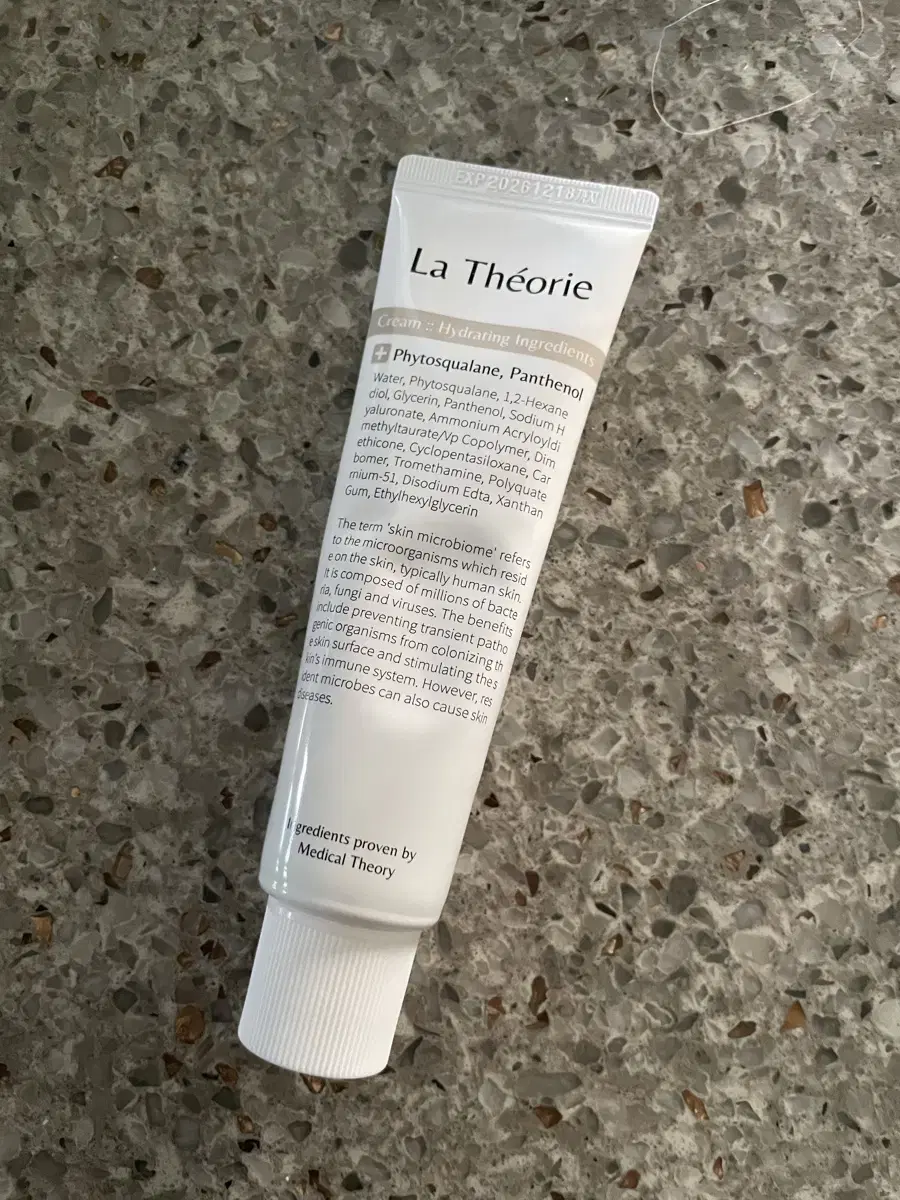 EXP 20261218
La Théorie
Cream :: Hydraring Ingredients
Phytosqualane, Panthenol
Water, Phytosqualane, 1,2-Hexane
diol, Glycerin, Panthenol, Sodium H
yaluronate, Ammonium Acryloyldi
methyltaurate/Vp Copolymer, Dim
ethicone, Cyclopentasiloxane, Car
bomer, Tromethamine, Polyquate
rnium-51, Disodium Edta, Xanthan
Gum, Ethylhexylglycerin
The term 'skin microbiome' refers
to the microorganisms which resid
e on the skin, typically human skin.
It is composed of millions of bacte
ria, fungi and viruses. The benefits
include preventing transient patho
genic organisms from colonizing th
e skin surface and stimulating the s
kin's immune system. However, res
ident microbes can also cause skin
diseases.
Ingredients proven by
Medical Theory